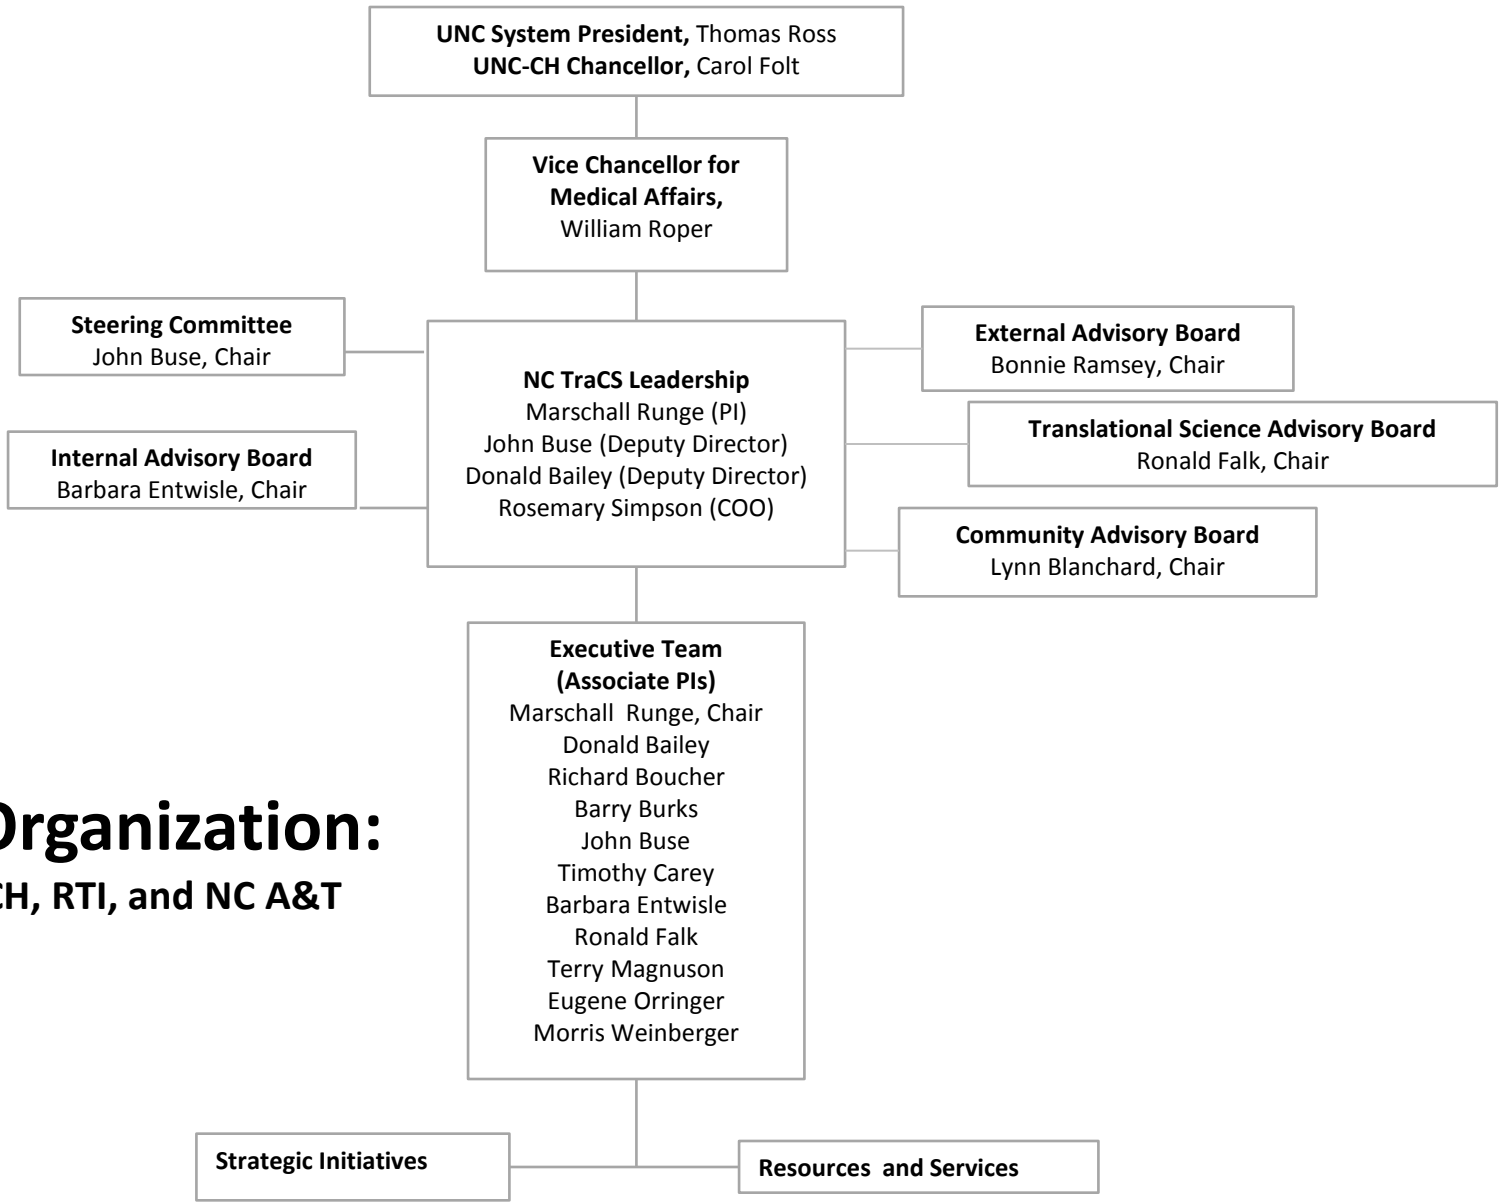 UNC System President, Thomas Ross
UNC-CH Chancellor, Carol Folt
Vice Chancellor for
Medical Affairs,
William Roper
Steering Committee
John Buse, Chair
Internal Advisory Board
Barbara Entwisle, Chair
NC TraCS Leadership
Marschall Runge (PI)
John Buse (Deputy Director)
Donald Bailey (Deputy Director)
Rosemary Simpson (COO)
External Advisory Board
Bonnie Ramsey, Chair
Translational Science Advisory Board
Ronald Falk, Chair
Community Advisory Board
Lynn Blanchard, Chair
Executive Team
(Associate PIs)
Marschall  Runge, Chair
Donald Bailey
Richard Boucher
Barry Burks
John Buse
Timothy Carey
Barbara Entwisle
Ronald Falk
Terry Magnuson
Eugene Orringer
Morris Weinberger
Organization:
CH, RTI, and NC A&T
Strategic Initiatives
Resources  and Services